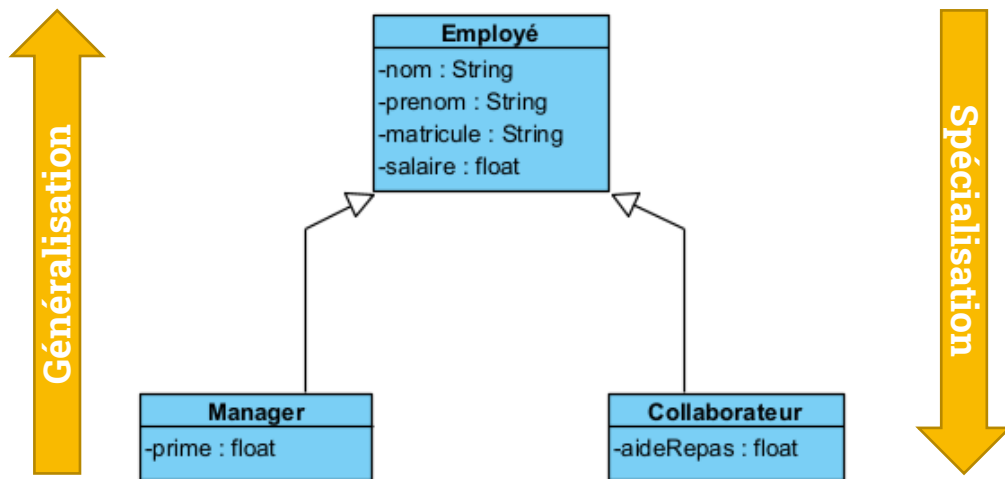 Généralisation
Employé
-nom : String
-prenom : String
-matricule : String
-salaire : float
Spécialisation
Manager
-prime : float
Collaborateur
-aideRepas : float